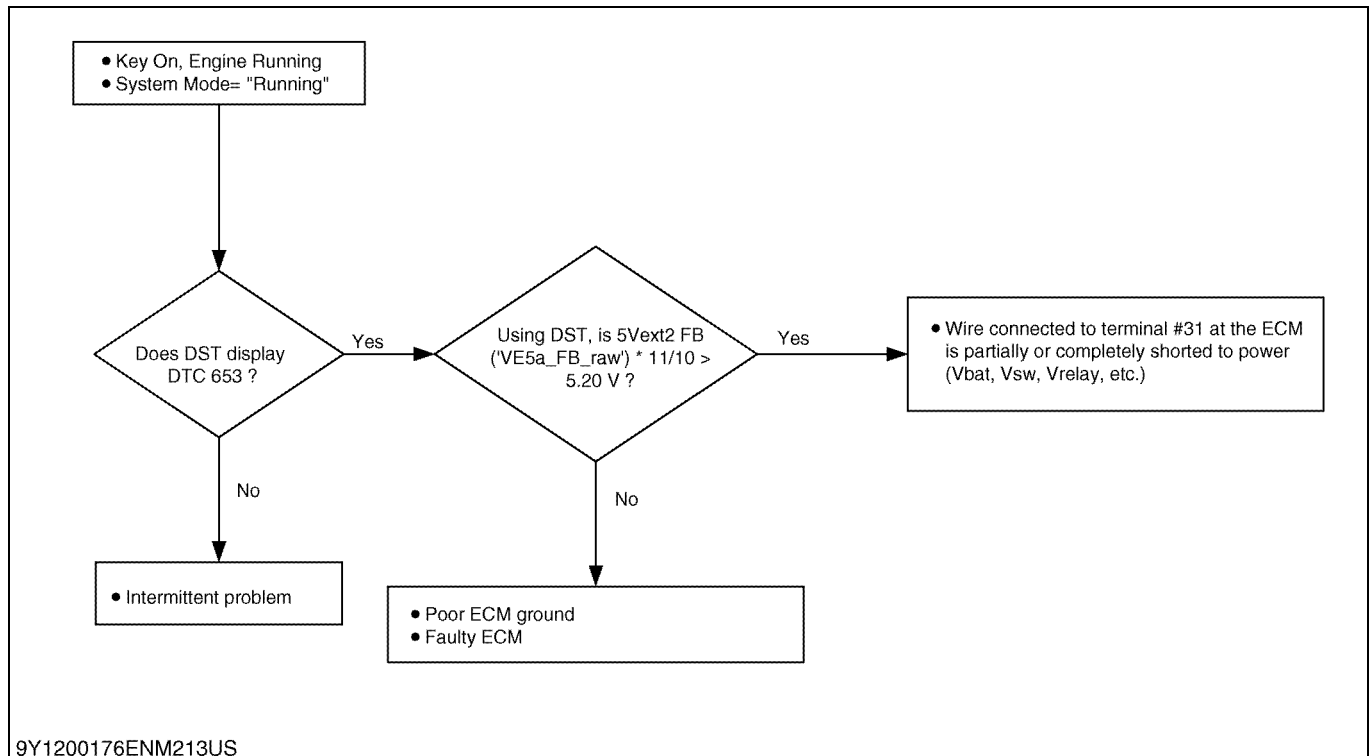 ● Key On, Engine Running
● System Mode= "Running"
Does DST display
DTC 653 ?
Yes
Using DST, is 5Vext2 FB
('VE5a_FB_raw') * 11/10 >
5.20 V ?
Yes
● Wire connected to terminal #31 at the ECM
is partially or completely shorted to power
(Vbat, Vsw, Vrelay, etc.)
No
No
● Intermittent problem
● Poor ECM ground
● Faulty ECM
9Y1200176ENM213US